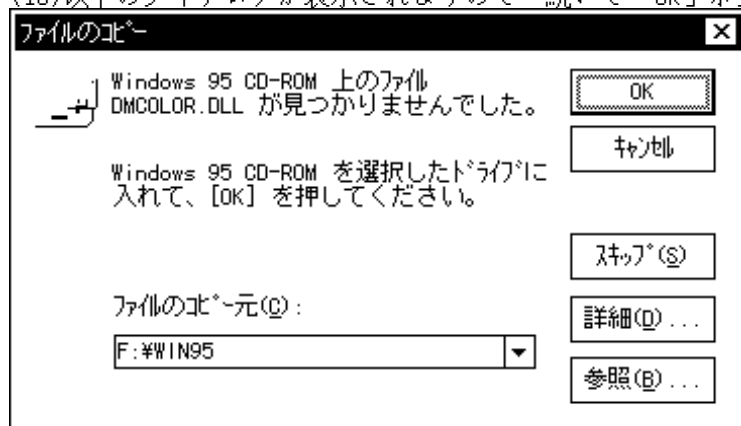 ファイルのコピー
Windows 95 CD-ROM 上のファイル
DMCOLOR.DLL が見つかりませんでした。
Windows 95 CD-ROM を選択したドライブに
入れて、[OK] を押してください。
ファイルのコピー元(C):
F:¥WIN95
OK
キャンセル
スキップ(S)
詳細(D)...
参照(B)...